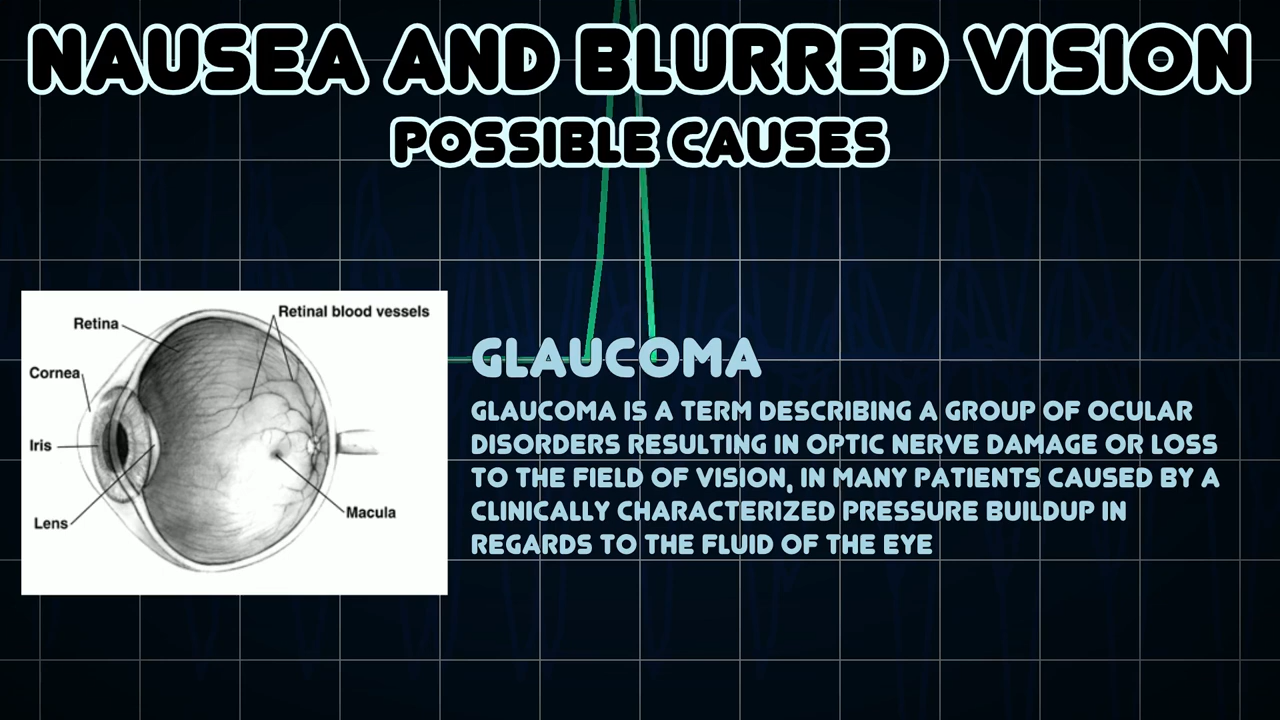 NAUSEA AND BLURRED VISION
POSSIBLE CAUSES
Retinal blood vessels
Retina
Cornea
Iris
Lens
Macula
GLAUCOMA
GLAUCOMA IS A TERM DESCRIBING A GROUP OF OCULAR
DISORDERS RESULTING IN OPTIC NERVE DAMAGE OR LOSS
TO THE FIELD OF VISION, IN MANY PATIENTS CAUSED BY A
CLINICALLY CHARACTERIZED PRESSURE BUILDUP IN
REGARDS TO THE FLUID OF THE EYE